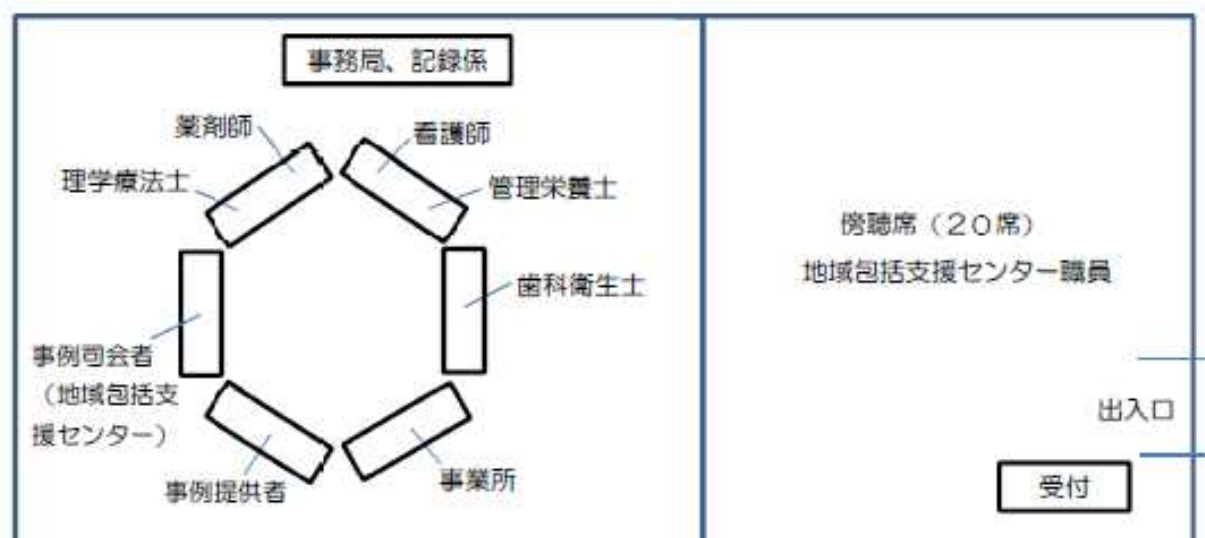 事務局、記録係
薬剤師
看護師
理学療法士
管理栄養士
歯科衛生士
事例司会者
（地域包括支
援センター）
事例提供者
事業所
傍聴席（２０席）
地域包括支援センター職員
出入口
受付